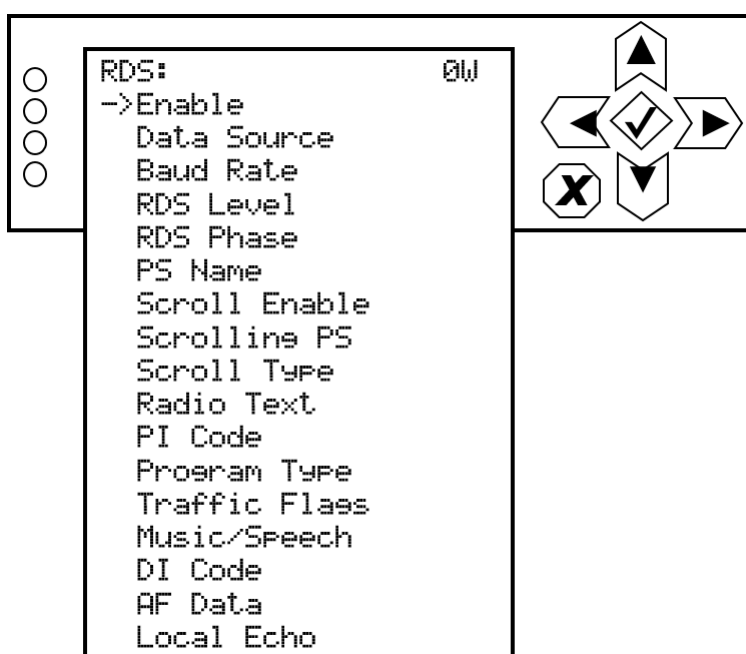 RDS: 0W
->Enable
Data Source
Baud Rate
RDS Level
RDS Phase
PS Name
Scroll Enable
Scrolling PS
Scroll Type
Radio Text
PI Code
Program Type
Traffic Flags
Music/Speech
DI Code
AF Data
Local Echo
X